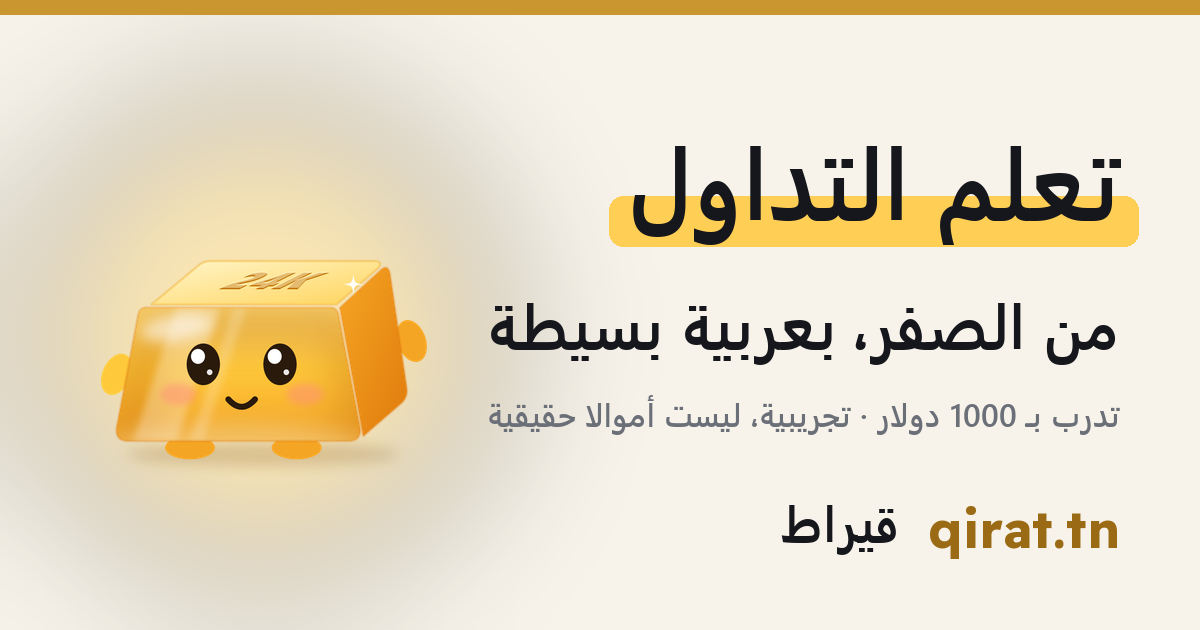 تعلم التداول
من الصفر، بعربية بسيطة
تدرب بـ 1000 دولار · تجريبية، ليست أموالا حقيقية
qirat.tn قيراط
24K